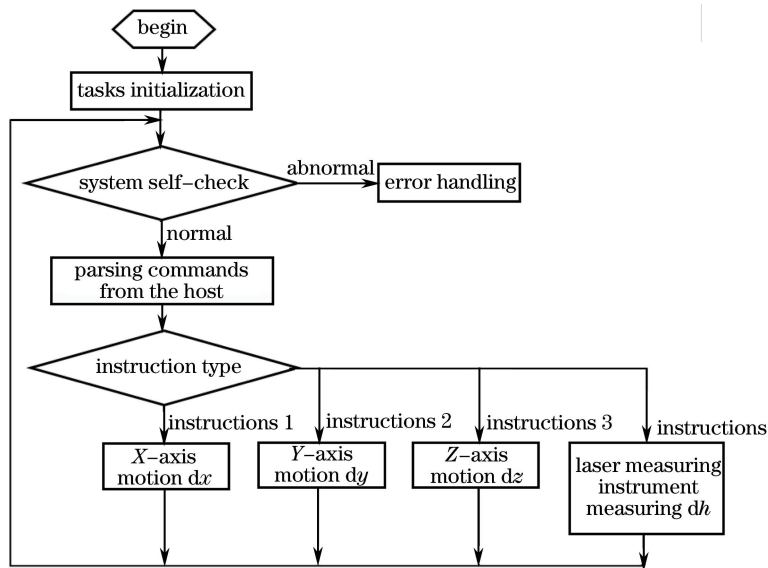 begin
tasks initialization
system self-check
abnormal
error handling
normal
parsing commands
from the host
instruction type
instructions 1
instructions 2
instructions 3
instructions
X-axis
motion dx
Y-axis
motion dy
Z-axis
motion dz
laser measuring
instrument
measuring dh